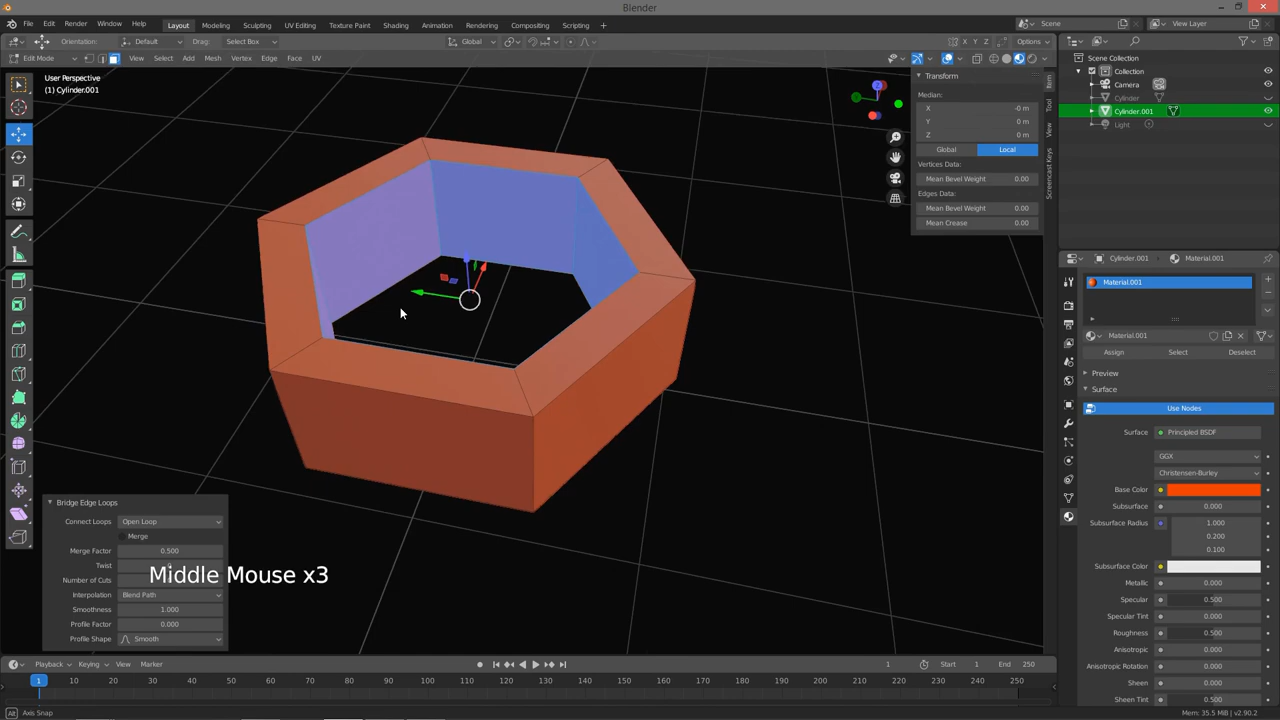 Blender
File Edit Render Window Help Layout Modeling Sculpting UV Editing Texture Paint Shading Animation Rendering Compositing Scripting + Scene View Layer
Orientation: Default Drag: Select Box Global X Y Z Options
Edit Mode View Select Add Mesh Vertex Edge Face UV
User Perspective
(1) Cylinder.001
Transform
Median:
X -0 m
Y 0 m
Z 0 m
Global Local
Vertices Data:
Mean Bevel Weight 0.00
Edges Data:
Mean Bevel Weight 0.00
Mean Crease 0.00
Item
Tool
View
Screencast Keys
Scene Collection
Collection
Camera
Cylinder
Cylinder.001
Light
Cylinder.001 Material.001
Material.001
Material.001
Assign Select Deselect
Preview
Surface
Use Nodes
Surface Principled BSDF
GGX
Christensen-Burley
Base Color
Subsurface 0.000
Subsurface Radius 1.000
0.200
0.100
Subsurface Color
Metallic 0.000
Specular 0.500
Specular Tint 0.000
Roughness 0.500
Anisotropic 0.000
Anisotropic Rotation 0.000
Sheen 0.000
Sheen Tint 0.500
Bridge Edge Loops
Connect Loops Open Loop
Merge
Merge Factor 0.500
Twist
Number of Cuts
Interpolation Blend Path
Smoothness 1.000
Profile Factor 0.000
Profile Shape Smooth
Middle Mouse x3
Playback Keying View Marker 1 Start 1 End 250
1 10 20 30 40 50 60 70 80 90 100 110 120 130 140 150 160 170 180 190 200 210 220 230 240 250
Axis Snap
Mem: 35.5 MiB | v2.90.2